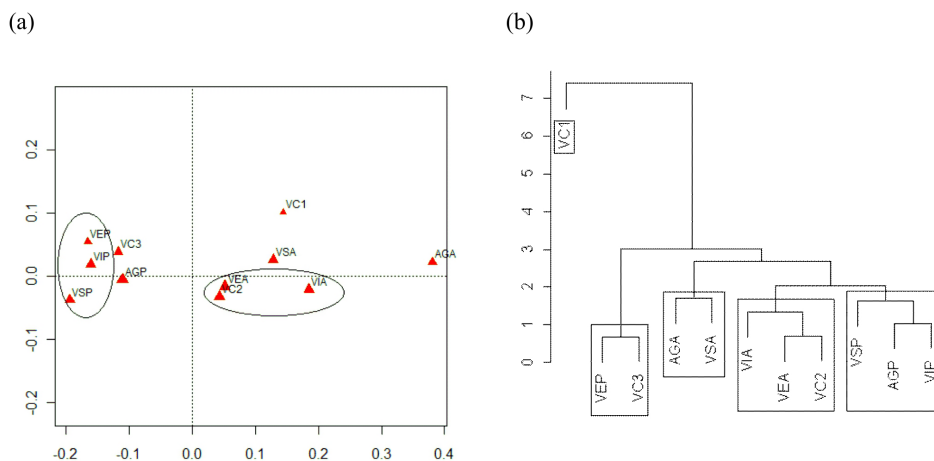 (a)
(b)
0.2
0.1
0.0
-0.1
-0.2
-0.2
-0.1
0.0
0.1
0.2
0.3
0.4
VC1
VEP
VC3
VIP
VSA
AGA
AGP
VEA
VIA
VSP
VC2
7
6
5
4
3
2
1
0
VC1
VEP
VC3
AGA
VSA
VIA
VEA
VC2
VSP
AGP
VIP